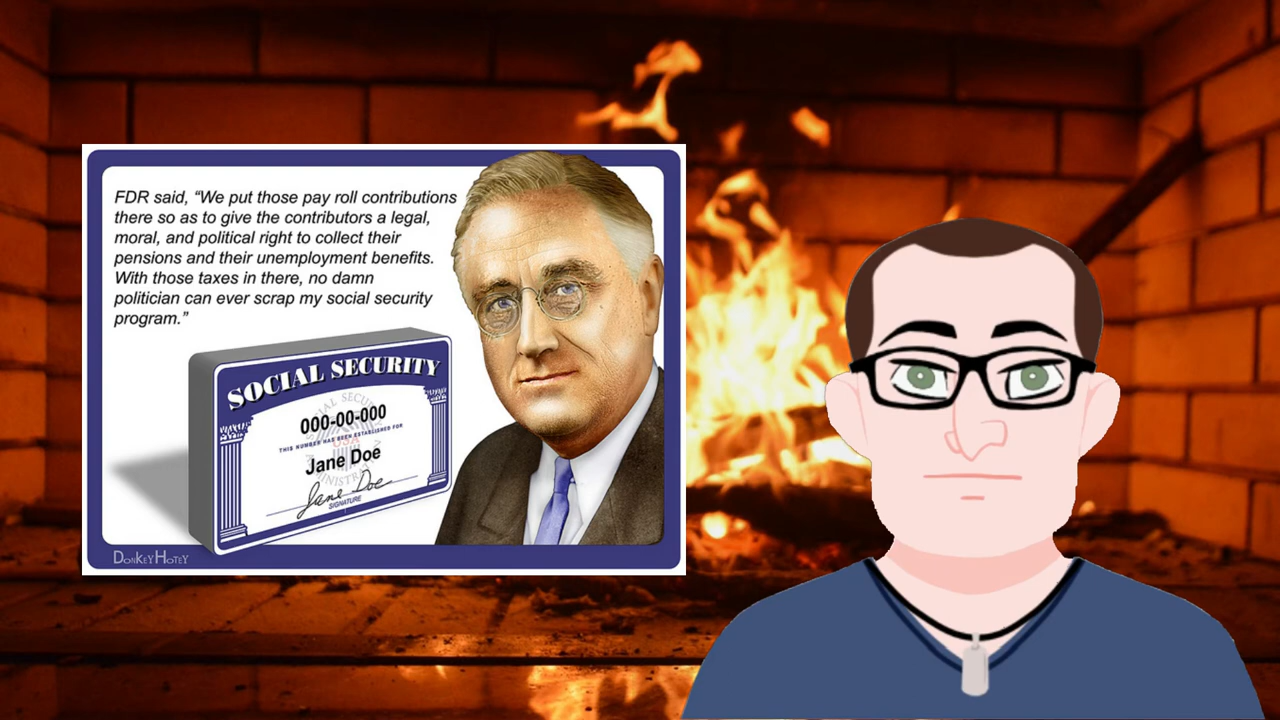 FDR said, “We put those pay roll contributions
there so as to give the contributors a legal,
moral, and political right to collect their
pensions and their unemployment benefits.
With those taxes in there, no damn
politician can ever scrap my social security
program.”
SOCIAL SECURITY
000-00-000
THIS NUMBER HAS BEEN ESTABLISHED FOR
Jane Doe
Jane Doe
SIGNATURE
DonkeyHotey